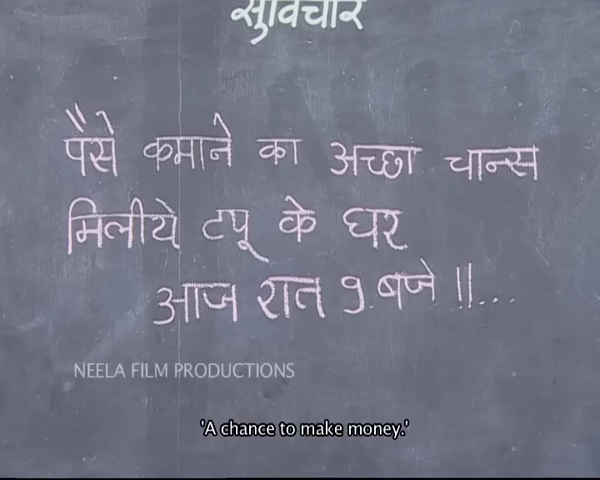 सुविचार
पैसे कमाने का अच्छा चान्स
मिलीये टपू के घर
आज रात 9 बजे ||...
NEELA FILM PRODUCTIONS
'A chance to make money.'